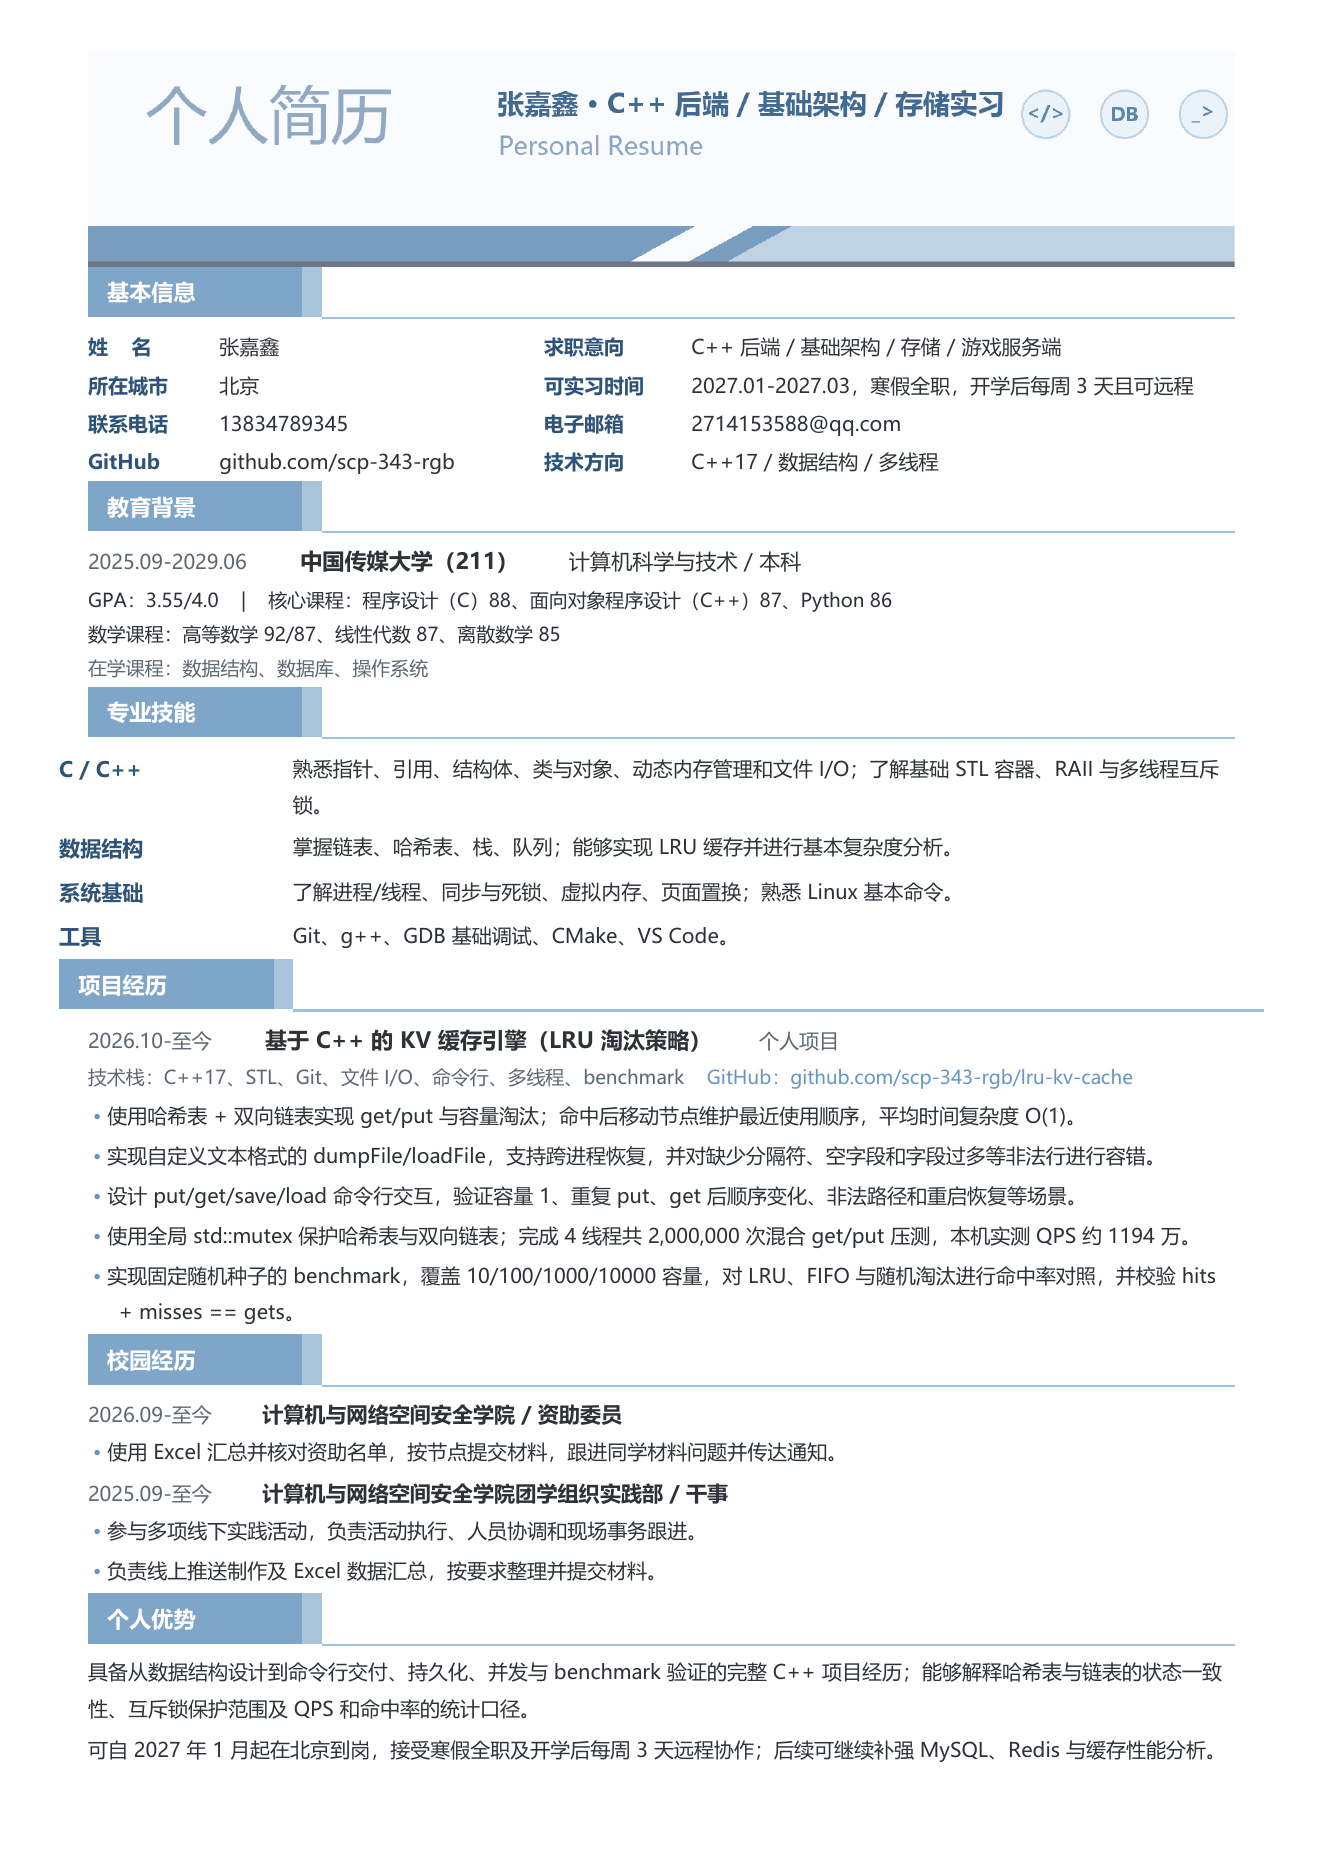 个人简历
张嘉鑫·C++ 后端 / 基础架构 / 存储实习
</>
DB
_>
Personal Resume
基本信息
姓 名 张嘉鑫 求职意向 C++ 后端 / 基础架构 / 存储 / 游戏服务端
所在城市 北京 可实习时间 2027.01-2027.03，寒假全职，开学后每周 3 天且可远程
联系电话 13834789345 电子邮箱 2714153588@qq.com
GitHub github.com/scp-343-rgb 技术方向 C++17 / 数据结构 / 多线程
教育背景
2025.09-2029.06 中国传媒大学（211） 计算机科学与技术 / 本科
GPA：3.55/4.0 | 核心课程：程序设计（C）88、面向对象程序设计（C++）87、Python 86
数学课程：高等数学 92/87、线性代数 87、离散数学 85
在学课程：数据结构、数据库、操作系统
专业技能
C / C++ 熟悉指针、引用、结构体、类与对象、动态内存管理和文件 I/O；了解基础 STL 容器、RAII 与多线程互斥
锁。
数据结构 掌握链表、哈希表、栈、队列；能够实现 LRU 缓存并进行基本复杂度分析。
系统基础 了解进程/线程、同步与死锁、虚拟内存、页面置换；熟悉 Linux 基本命令。
工具 Git、g++、GDB 基础调试、CMake、VS Code。
项目经历
2026.10-至今 基于 C++ 的 KV 缓存引擎（LRU 淘汰策略） 个人项目
技术栈：C++17、STL、Git、文件 I/O、命令行、多线程、benchmark GitHub：github.com/scp-343-rgb/lru-kv-cache
• 使用哈希表 + 双向链表实现 get/put 与容量淘汰；命中后移动节点维护最近使用顺序，平均时间复杂度 O(1)。
• 实现自定义文本格式的 dumpFile/loadFile，支持跨进程恢复，并对缺少分隔符、空字段和字段过多等非法行进行容错。
• 设计 put/get/save/load 命令行交互，验证容量 1、重复 put、get 后顺序变化、非法路径和重启恢复等场景。
• 使用全局 std::mutex 保护哈希表与双向链表；完成 4 线程共 2,000,000 次混合 get/put 压测，本机实测 QPS 约 1194 万。
• 实现固定随机种子的 benchmark，覆盖 10/100/1000/10000 容量，对 LRU、FIFO 与随机淘汰进行命中率对照，并校验 hits
+ misses == gets。
校园经历
2026.09-至今 计算机与网络空间安全学院 / 资助委员
• 使用 Excel 汇总并核对资助名单，按节点提交材料，跟进同学材料问题并传达通知。
2025.09-至今 计算机与网络空间安全学院团学组织实践部 / 干事
• 参与多项线下实践活动，负责活动执行、人员协调和现场事务跟进。
• 负责线上推送制作及 Excel 数据汇总，按要求整理并提交材料。
个人优势
具备从数据结构设计到命令行交付、持久化、并发与 benchmark 验证的完整 C++ 项目经历；能够解释哈希表与链表的状态一致
性、互斥锁保护范围及 QPS 和命中率的统计口径。
可自 2027 年 1 月起在北京到岗，接受寒假全职及开学后每周 3 天远程协作；后续可继续补强 MySQL、Redis 与缓存性能分析。